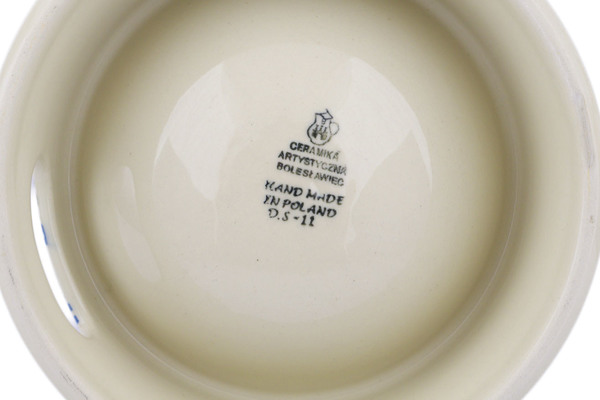 CERAMIKA
ARTYSTYCZNA
BOLESŁAWIEC
HAND MADE
IN POLAND
D.S-11